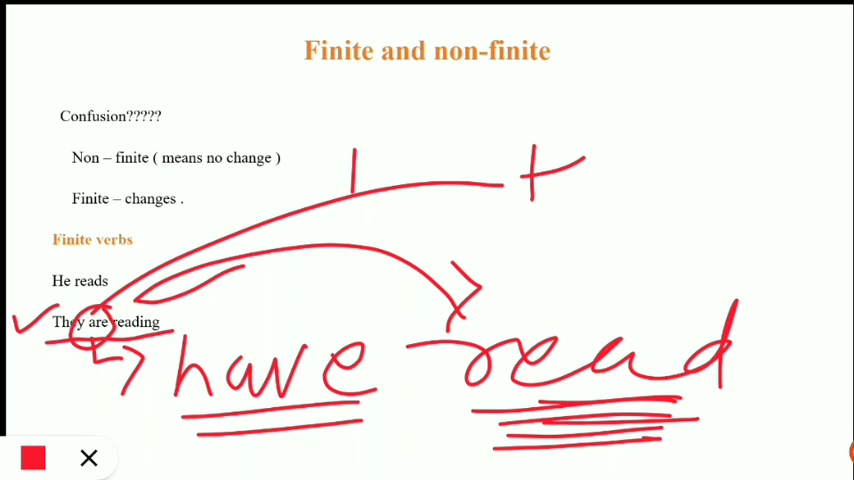 Finite and non-finite
Confusion?????
Non – finite ( means no change )
Finite – changes .
Finite verbs
He reads
They are reading
have read